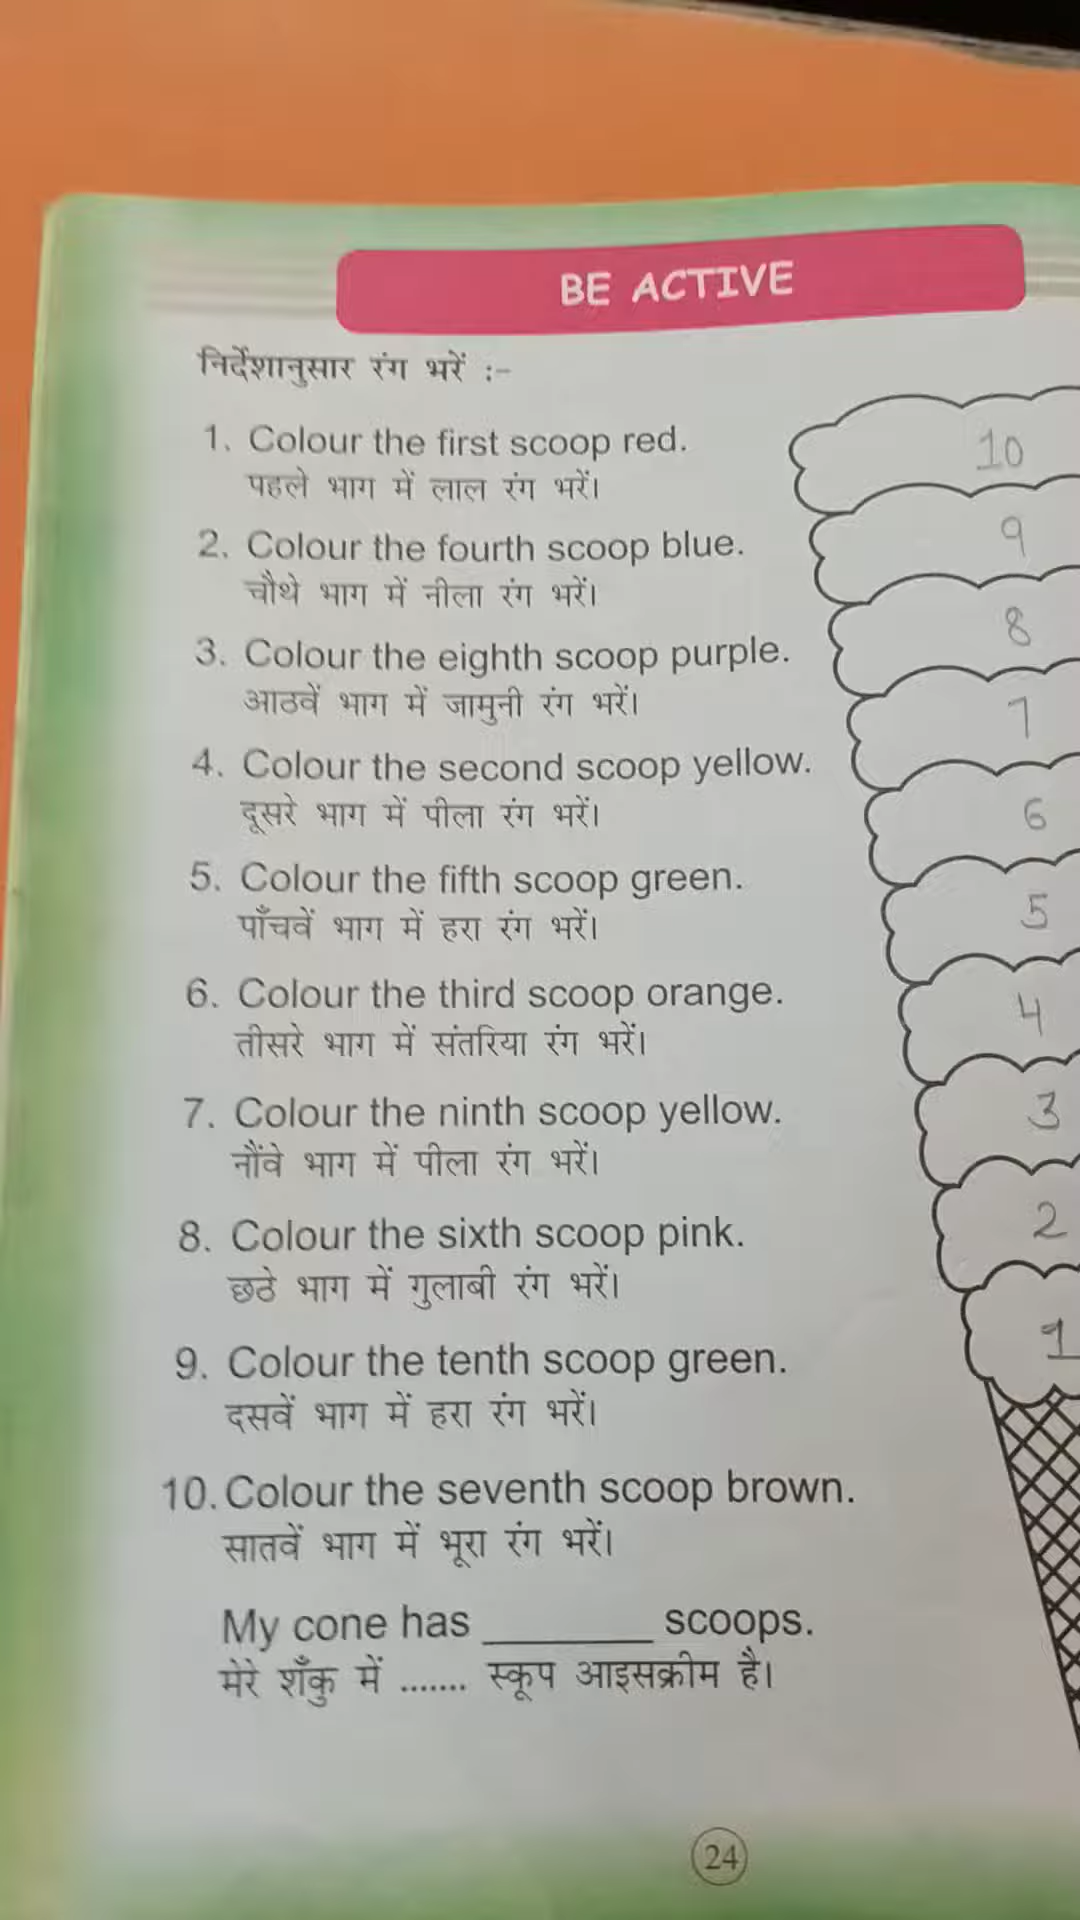 BE ACTIVE
निर्देशानुसार रंग भरें :-
1. Colour the first scoop red.
पहले भाग में लाल रंग भरें।
2. Colour the fourth scoop blue.
चौथे भाग में नीला रंग भरें।
3. Colour the eighth scoop purple.
आठवें भाग में जामुनी रंग भरें।
4. Colour the second scoop yellow.
दूसरे भाग में पीला रंग भरें।
5. Colour the fifth scoop green.
पाँचवें भाग में हरा रंग भरें।
6. Colour the third scoop orange.
तीसरे भाग में संतरिया रंग भरें।
7. Colour the ninth scoop yellow.
नौंवे भाग में पीला रंग भरें।
8. Colour the sixth scoop pink.
छठे भाग में गुलाबी रंग भरें।
9. Colour the tenth scoop green.
दसवें भाग में हरा रंग भरें।
10. Colour the seventh scoop brown.
सातवें भाग में भूरा रंग भरें।
My cone has ________ scoops.
मेरे शँकु में ....... स्कूप आइसक्रीम है।
10
9
8
7
6
5
4
3
2
1
24